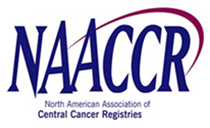 NAACCR
North American Association of
Central Cancer Registries